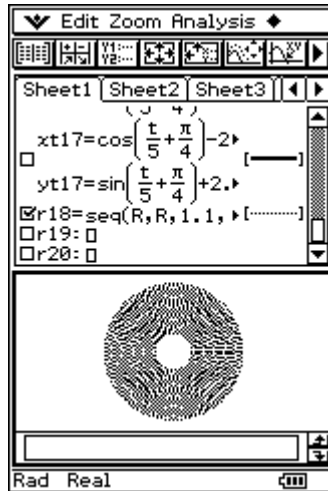 Edit Zoom Analysis ◆
Sheet1 Sheet2 Sheet3
xt17=cos(t/5+π/4)-2
yt17=sin(t/5+π/4)+2.
r18=seq(R,R,1.1,
r19:
r20:
Rad Real